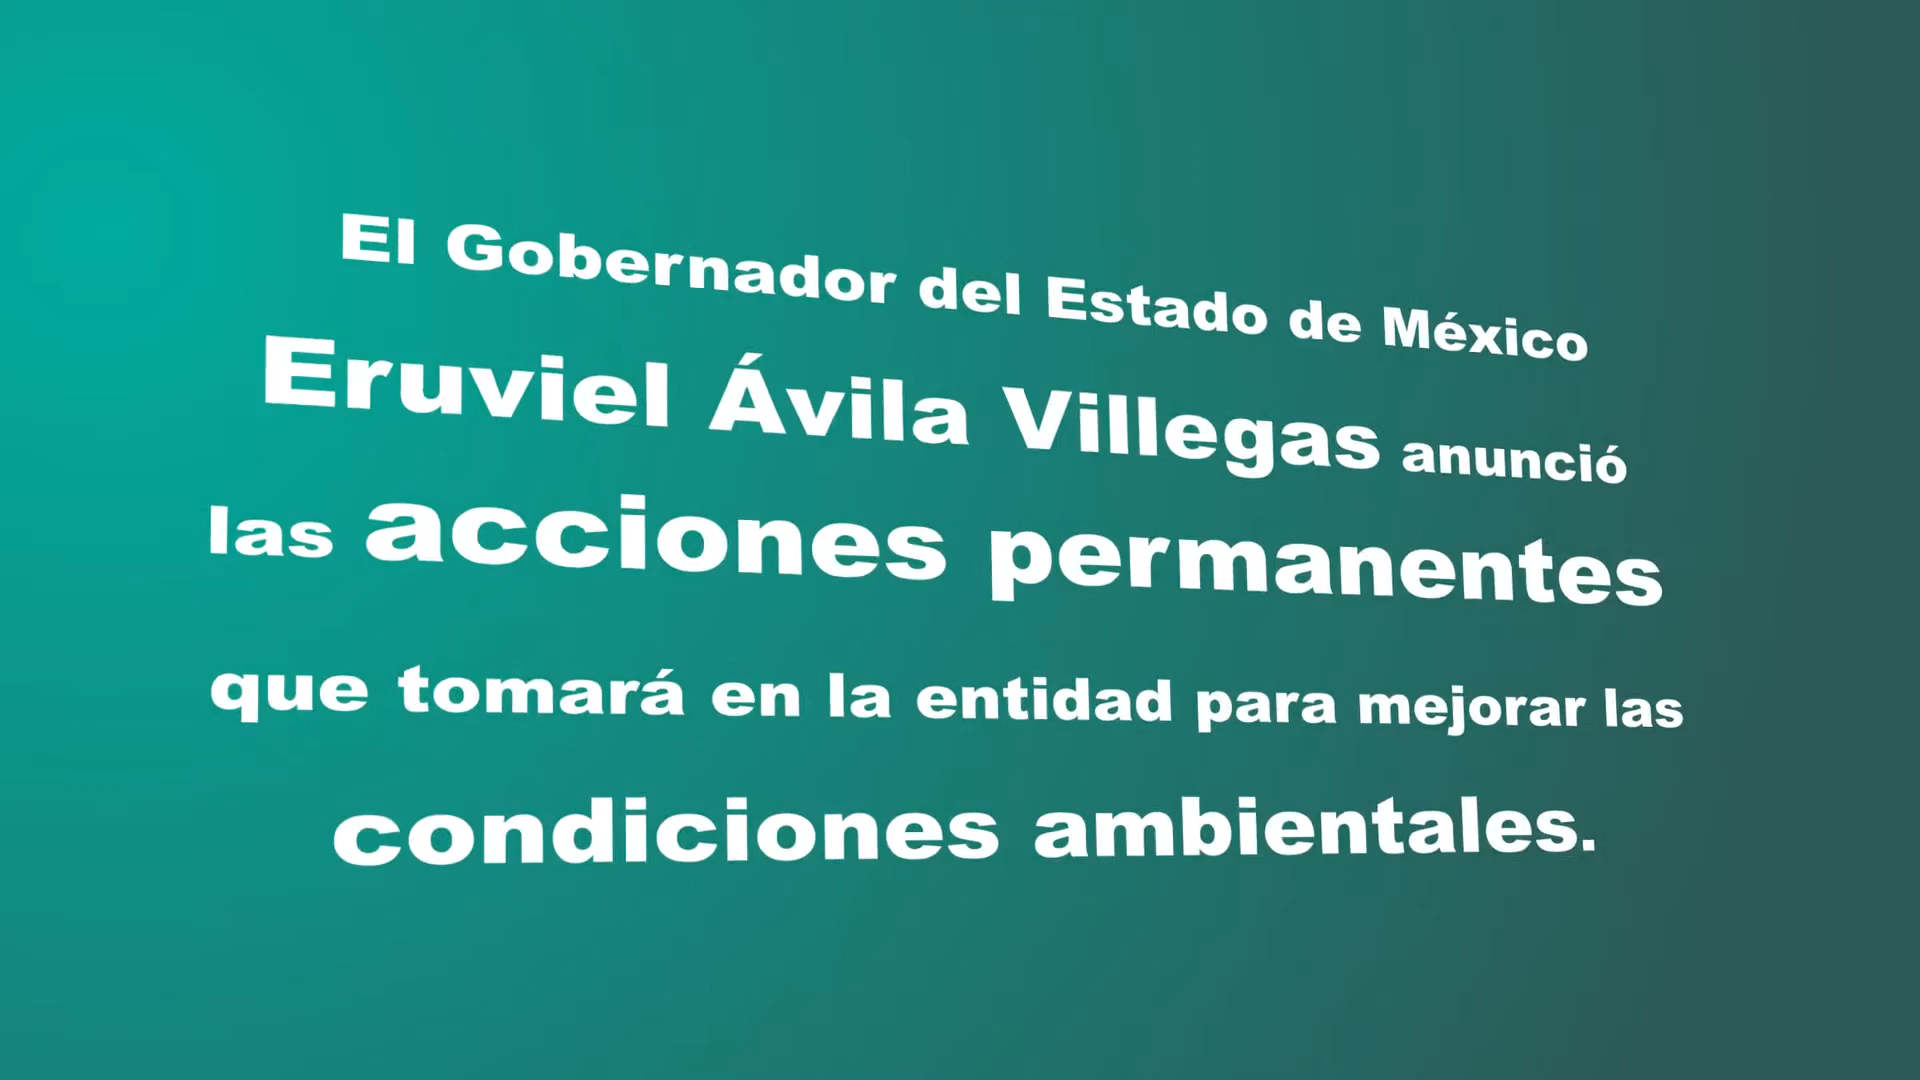 El Gobernador del Estado de México
Eruviel Ávila Villegas anunció
las acciones permanentes
que tomará en la entidad para mejorar las
condiciones ambientales.